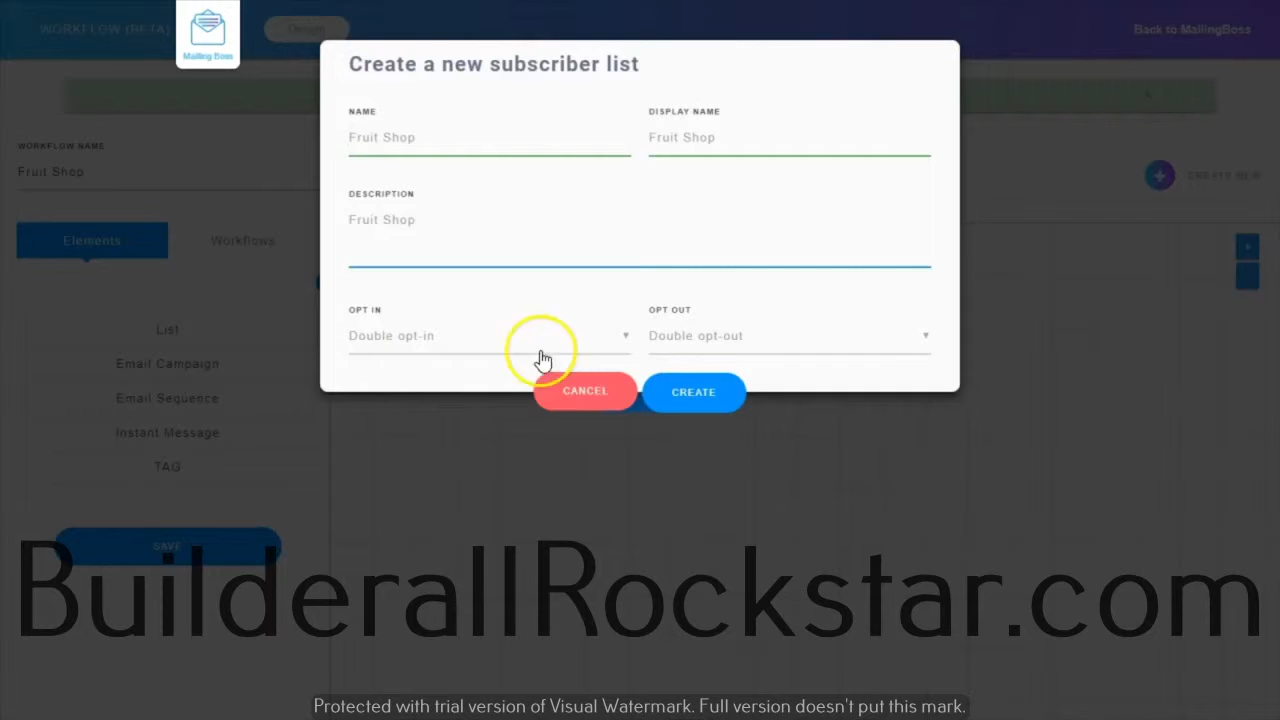 WORKFLOW (BETA)
Mailing Boss
Design
Back to MailingBoss
Create a new subscriber list
NAME
DISPLAY NAME
Fruit Shop
Fruit Shop
WORKFLOW NAME
Fruit Shop
CREATE NEW
DESCRIPTION
Fruit Shop
Elements
Workflows
OPT IN
OPT OUT
Double opt-in
Double opt-out
List
Email Campaign
CANCEL
CREATE
Email Sequence
Instant Message
TAG
SAVE
BuilderallRockstar.com
Protected with trial version of Visual Watermark. Full version doesn't put this mark.